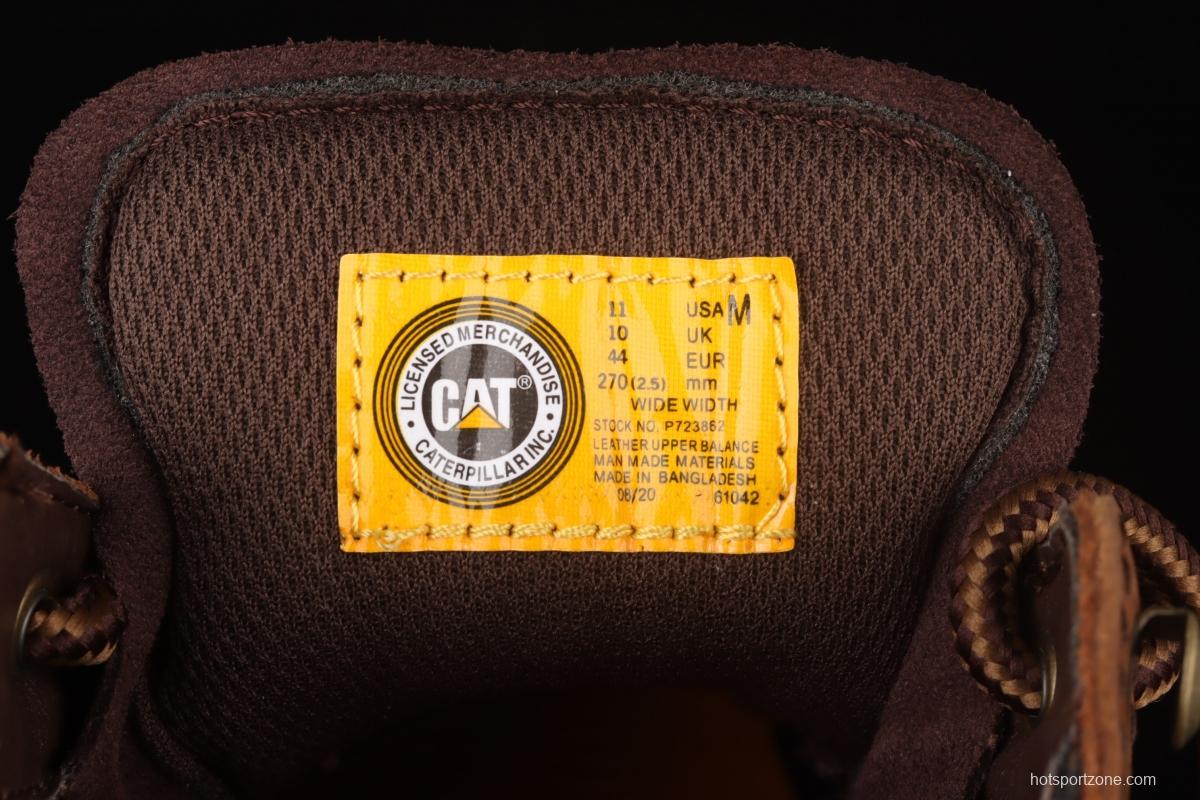 LICENSED MERCHANDISE
CAT®
CATERPILLAR INC.
11 USA M
10 UK
44 EUR
270 (2.5) mm
WIDE WIDTH
STOCK NO. P723862
LEATHER UPPER BALANCE
MAN MADE MATERIALS
MADE IN BANGLADESH
06/20 61042
hotsportzone.com